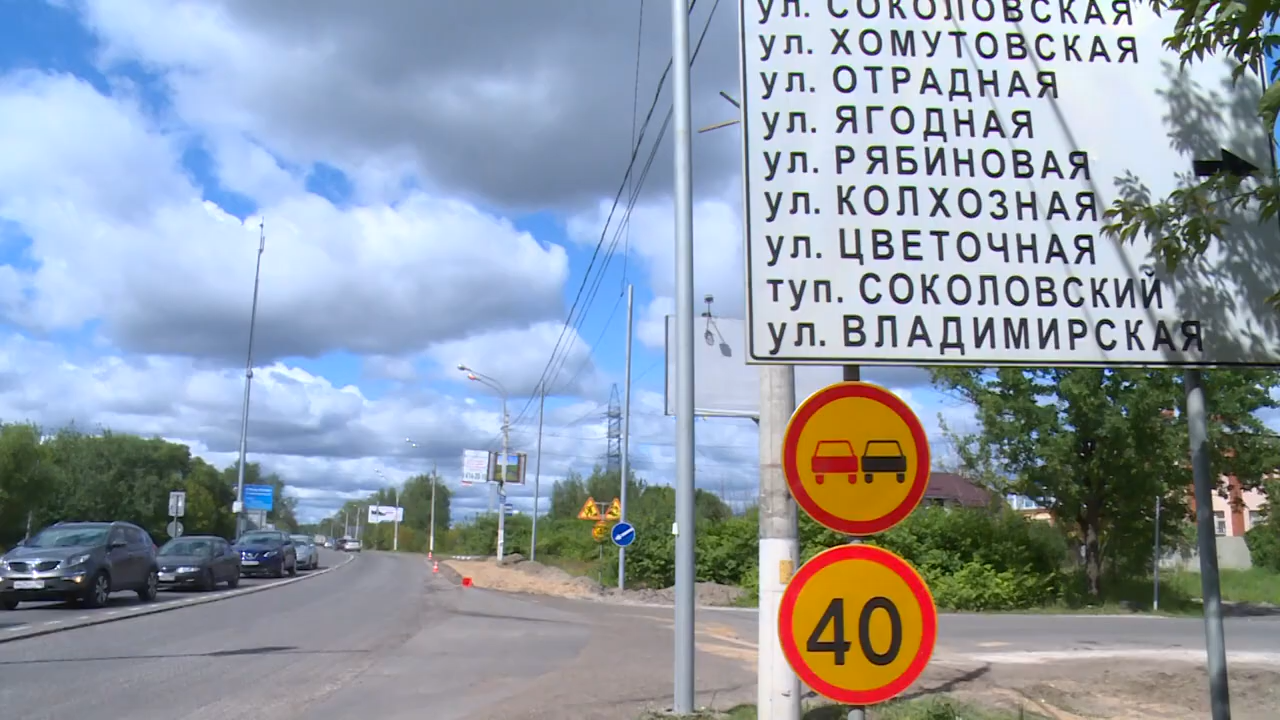 ул. СОКОЛОВСКАЯ
ул. ХОМУТОВСКАЯ
ул. ОТРАДНАЯ
ул. ЯГОДНАЯ
ул. РЯБИНОВАЯ
ул. КОЛХОЗНАЯ
ул. ЦВЕТОЧНАЯ
туп. СОКОЛОВСКИЙ
ул. ВЛАДИМИРСКАЯ
40